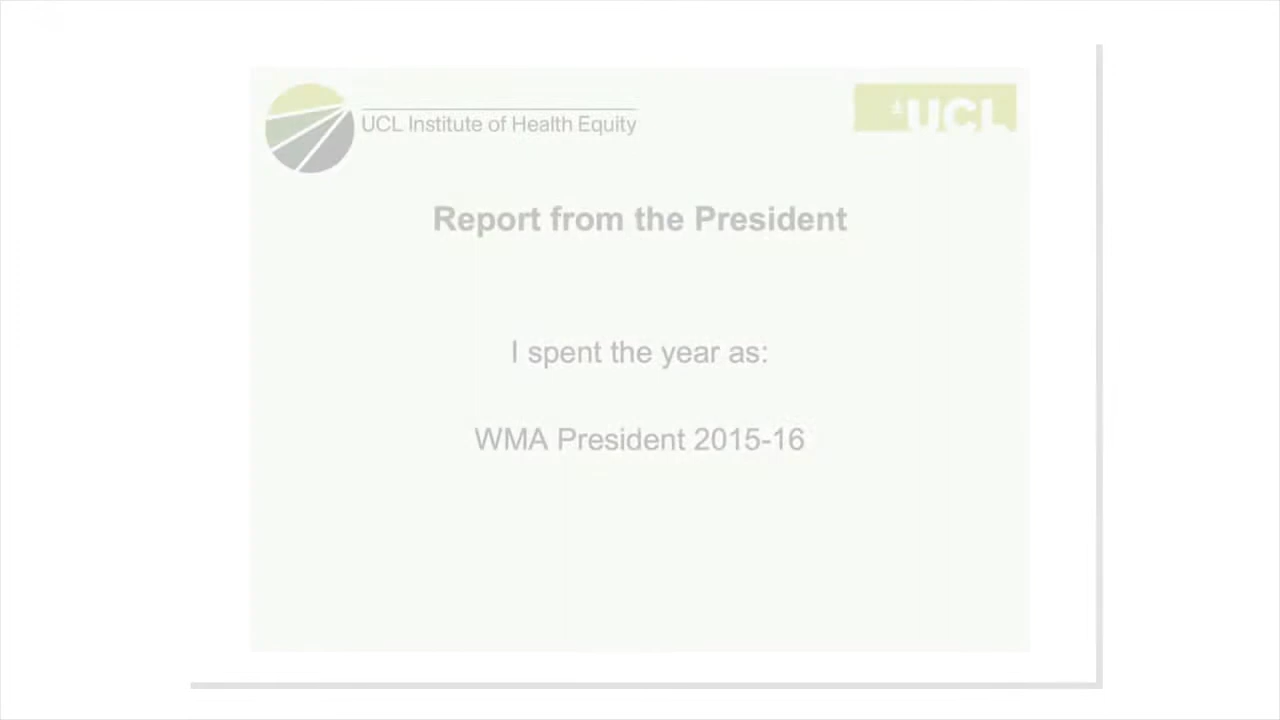 UCL Institute of Health Equity
UCL
Report from the President
I spent the year as:
WMA President 2015-16